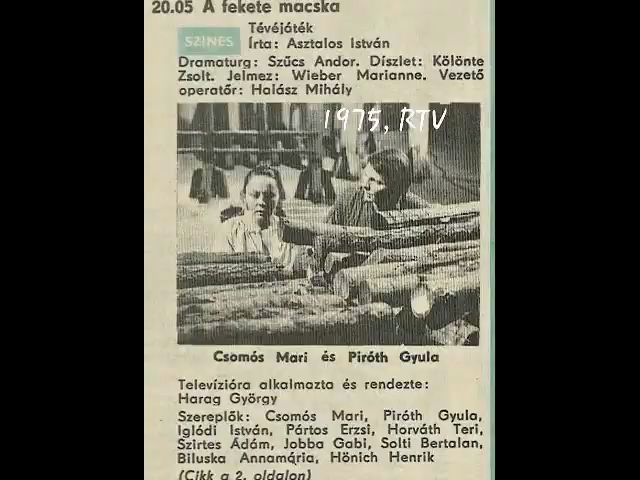 20.05 A fekete macska
Tévéjáték
SZINES
Írta: Asztalos István
Dramaturg: Szűcs Andor. Díszlet: Kölönte
Zsolt. Jelmez: Wieber Marianne. Vezető
operatőr: Halász Mihály
1975, RTV
Csomós Mari és Piróth Gyula
Televízióra alkalmazta és rendezte:
Harag György
Szereplők: Csomós Mari, Piróth Gyula,
Iglódi István, Pártos Erzsi, Horváth Teri,
Szirtes Ádám, Jobba Gabi, Solti Bertalan,
Biluska Annamária, Hönich Henrik
(Cikk a 2. oldalon)